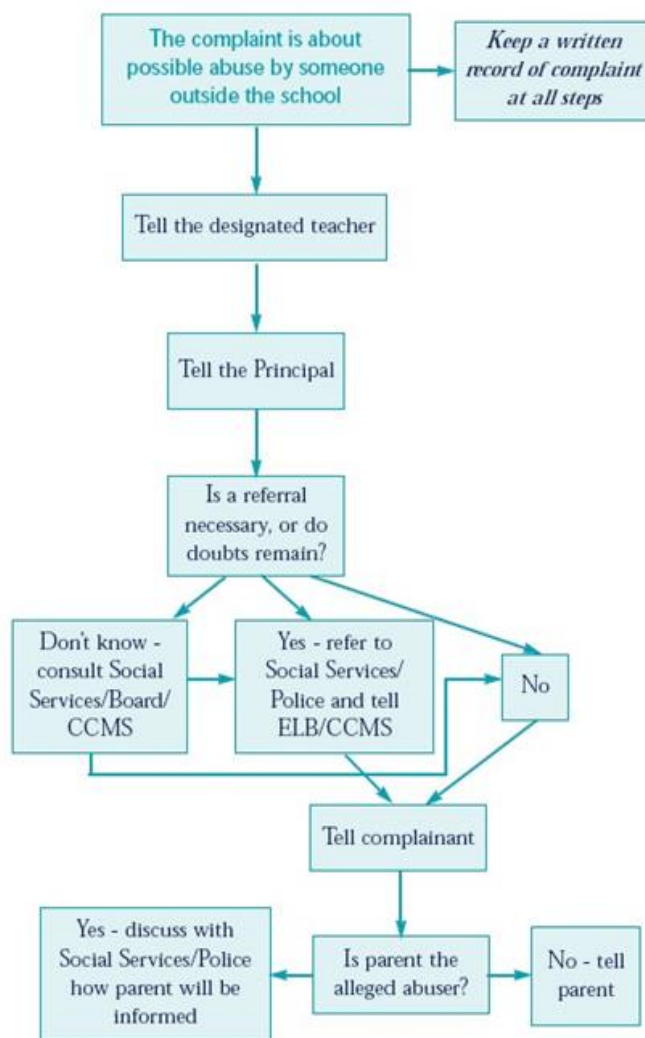 The complaint is about
possible abuse by someone
outside the school
Keep a written
record of complaint
at all steps
Tell the designated teacher
Tell the Principal
Is a referral
necessary, or do
doubts remain?
Don't know -
consult Social
Services/Board/
CCMS
Yes - refer to
Social Services/
Police and tell
ELB/CCMS
No
Tell complainant
Yes - discuss with
Social Services/Police
how parent will be
informed
Is parent the
alleged abuser?
No - tell
parent